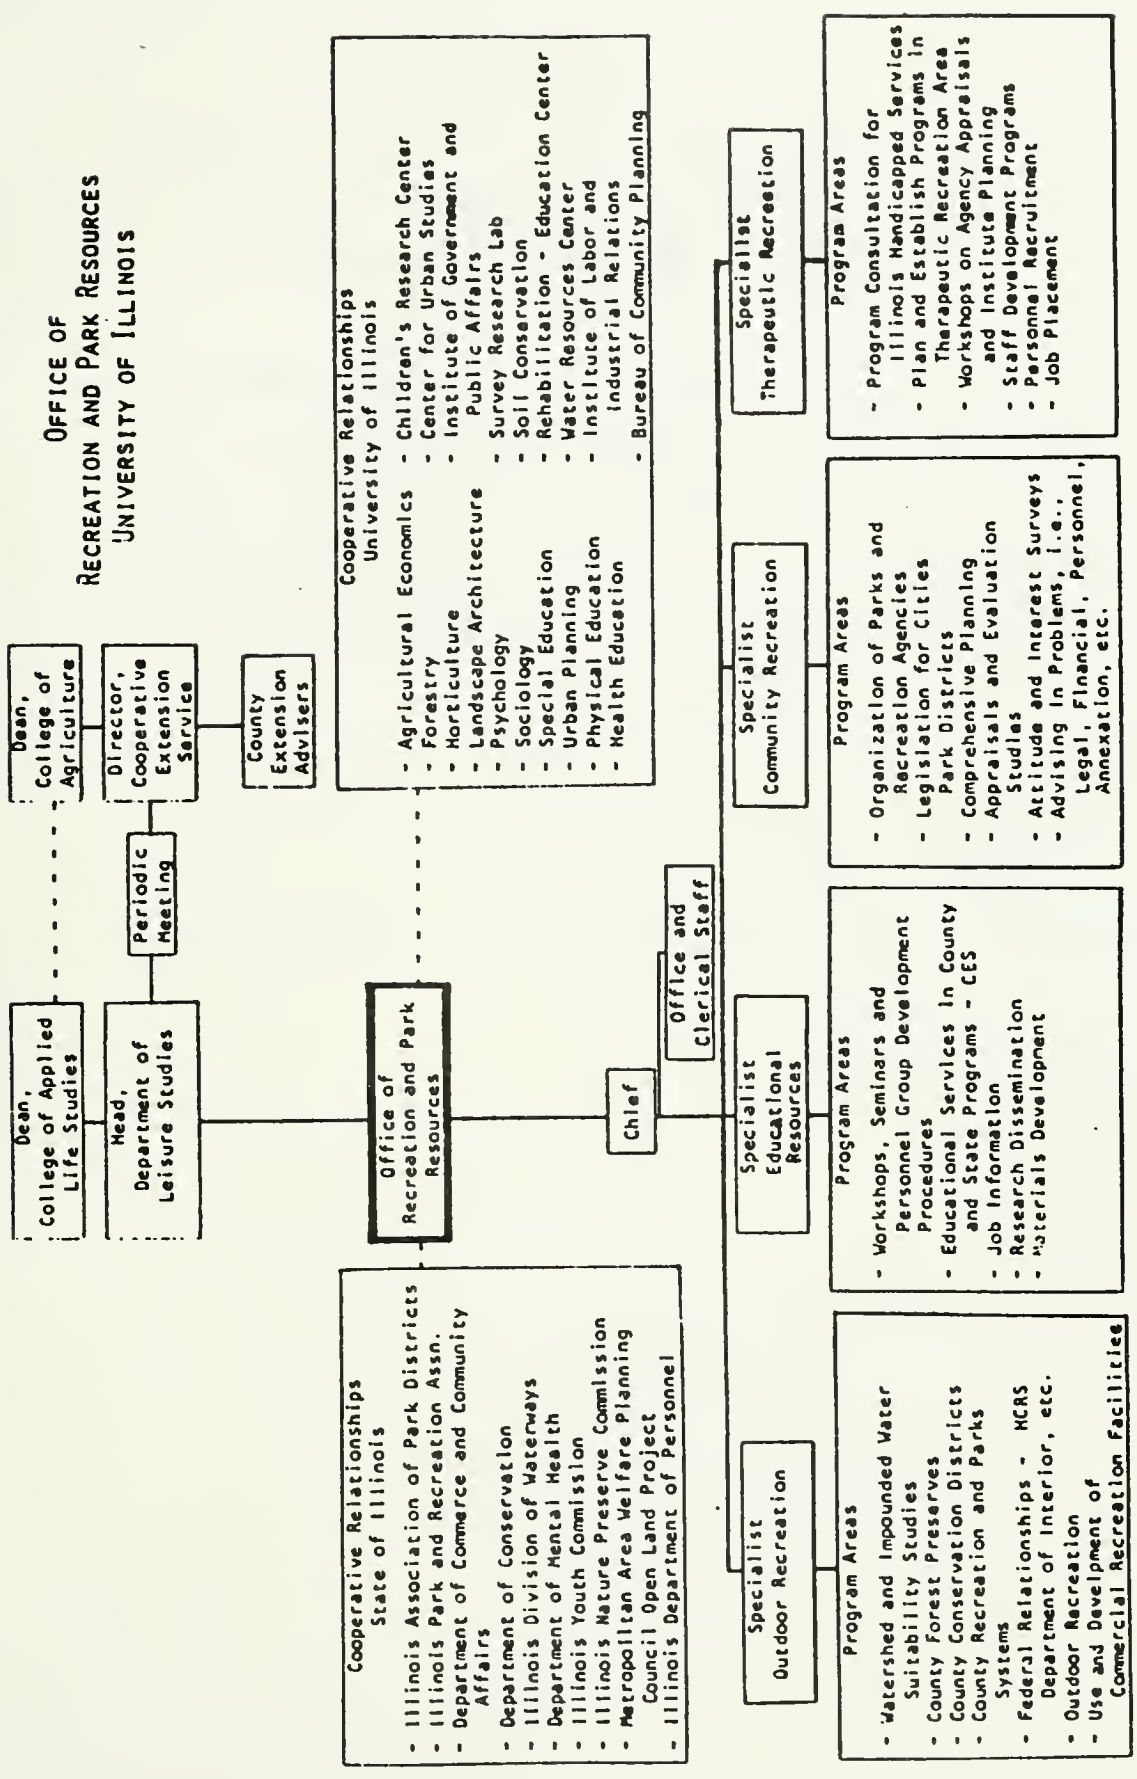 OFFICE OF
RECREATION AND PARK RESOURCES
UNIVERSITY OF ILLINOIS
Dean,
College of Applied
Life Studies
Dean,
College of
Agriculture
Head,
Department of
Leisure Studies
Periodic
Meeting
Director,
Cooperative
Extension
Service
County
Extension
Advisers
Cooperative Relationships
State of Illinois
- Illinois Association of Park Districts
- Illinois Park and Recreation Assn.
- Department of Commerce and Community
Affairs
- Department of Conservation
- Illinois Division of Waterways
- Department of Mental Health
- Illinois Youth Commission
- Illinois Nature Preserve Commission
- Metropolitan Area Welfare Planning
Council Open Land Project
- Illinois Department of Personnel
Office of
Recreation and Park
Resources
Cooperative Relationships
University of Illinois
- Agricultural Economics
- Forestry
- Horticulture
- Landscape Architecture
- Psychology
- Sociology
- Special Education
- Urban Planning
- Physical Education
- Health Education
- Children's Research Center
- Center for Urban Studies
- Institute of Government and
Public Affairs
- Survey Research Lab
- Soil Conservation
- Rehabilitation - Education Center
- Water Resources Center
- Institute of Labor and
Industrial Relations
- Bureau of Community Planning
Chief
Office and
Clerical Staff
Specialist
Outdoor Recreation
Program Areas
- Watershed and Impounded Water
Suitability Studies
- County Forest Preserves
- County Conservation Districts
- County Recreation and Parks
Systems
- Federal Relationships - HCRS
Department of Interior, etc.
- Outdoor Recreation
- Use and Develpment of
Commercial Recreation Facilities
Specialist
Educational
Resources
Program Areas
- Workshops, Seminars and
Personnel Group Development
Procedures
- Educational Services in County
and State Programs - CES
- Job Information
- Research Dissemination
- Materials Development
Specialist
Community Recreation
Program Areas
- Organization of Parks and
Recreation Agencies
- Legislation for Cities
Park Districts
- Comprehensive Planning
- Appraisals and Evaluation
Studies
- Attitude and Interest Surveys
- Advising in Problems, i.e.,
Legal, Financial, Personnel,
Annexation, etc.
Specialist
Therapeutic Recreation
Program Areas
- Program Consultation for
Illinois Handicapped Services
- Plan and Establish Programs in
Therapeutic Recreation Area
- Workshops on Agency Appraisals
and Institute Planning
- Staff Development Programs
- Personnel Recruitment
- Job Placement